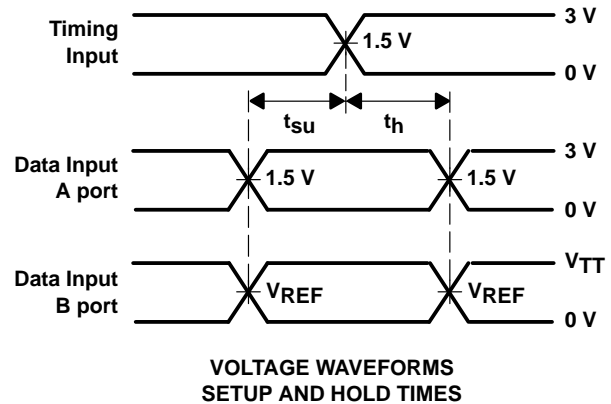 Timing
Input
1.5 V
3 V
0 V
tsu
th
Data Input
A port
1.5 V
1.5 V
3 V
0 V
Data Input
B port
VREF
VREF
VTT
0 V
VOLTAGE WAVEFORMS
SETUP AND HOLD TIMES